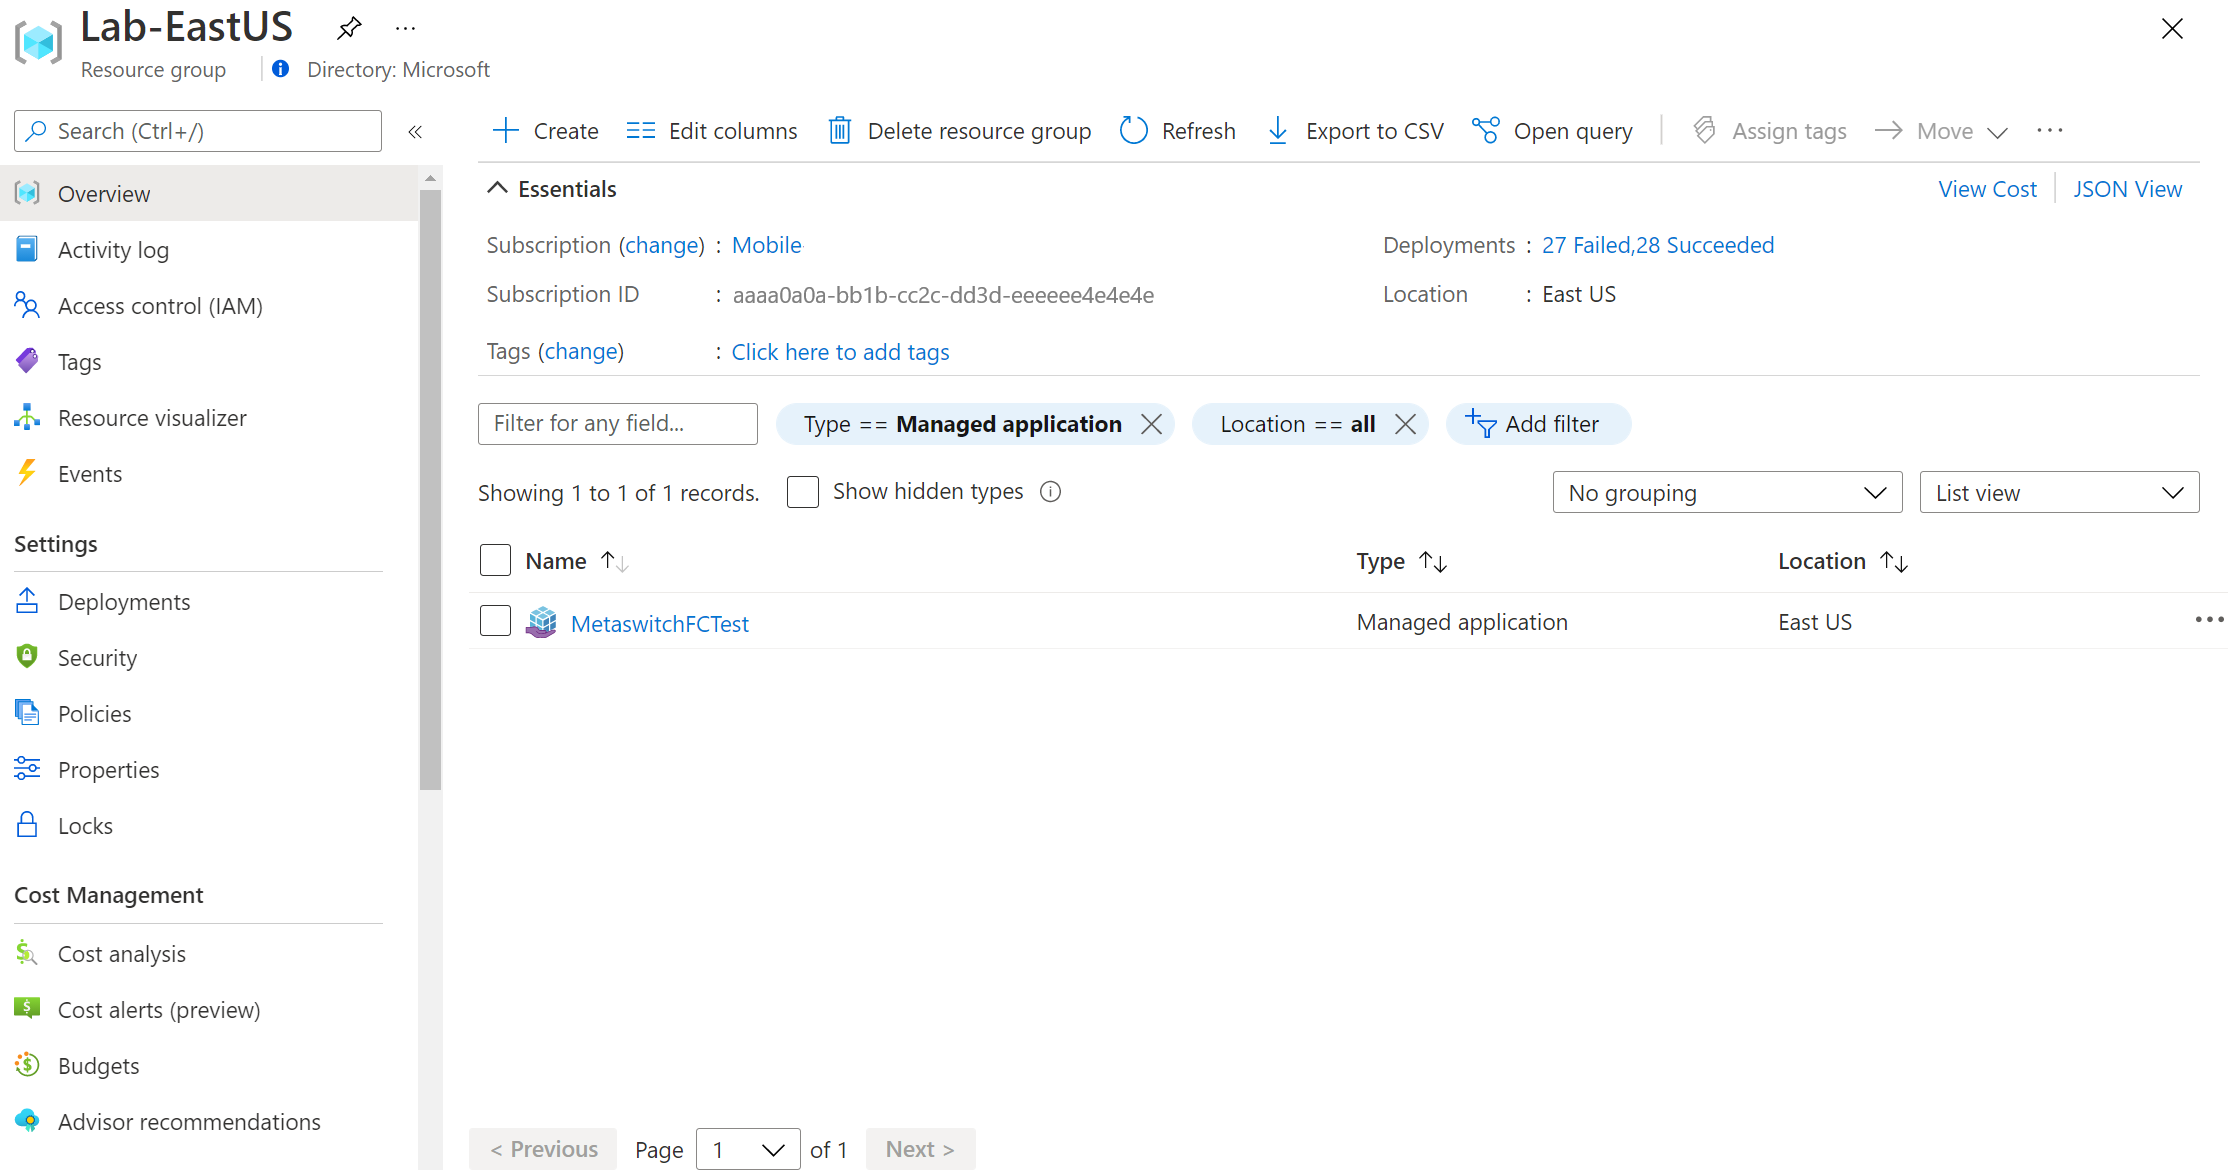 Lab-EastUS
Resource group
Directory: Microsoft
Search (Ctrl+/)
Overview
Activity log
Access control (IAM)
Tags
Resource visualizer
Events
Settings
Deployments
Security
Policies
Properties
Locks
Cost Management
Cost analysis
Cost alerts (preview)
Budgets
Advisor recommendations
Create
Edit columns
Delete resource group
Refresh
Export to CSV
Open query
Assign tags
Move
Essentials
View Cost
JSON View
Subscription (change) : Mobile
Deployments : 27 Failed,28 Succeeded
Subscription ID : aaaa0a0a-bb1b-cc2c-dd3d-eeeeee4e4e4e
Location : East US
Tags (change) : Click here to add tags
Filter for any field...
Type == Managed application
Location == all
Add filter
Showing 1 to 1 of 1 records.
Show hidden types
No grouping
List view
Name
Type
Location
MetaswitchFCTest
Managed application
East US
< Previous
Page
1
of 1
Next >